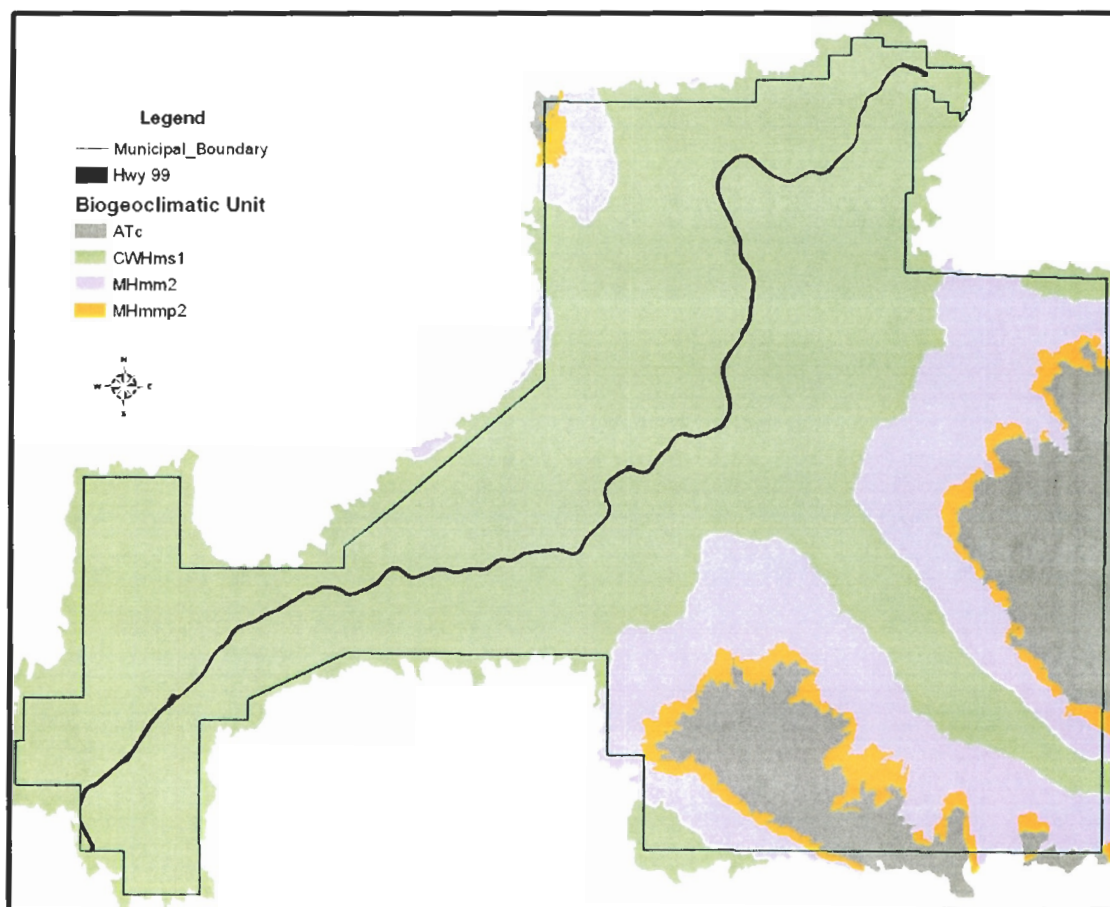 Legend
Municipal_Boundary
Hwy 99
Biogeoclimatic Unit
ATc
CWHms1
MHmm2
MHmmp2
N
W E
S